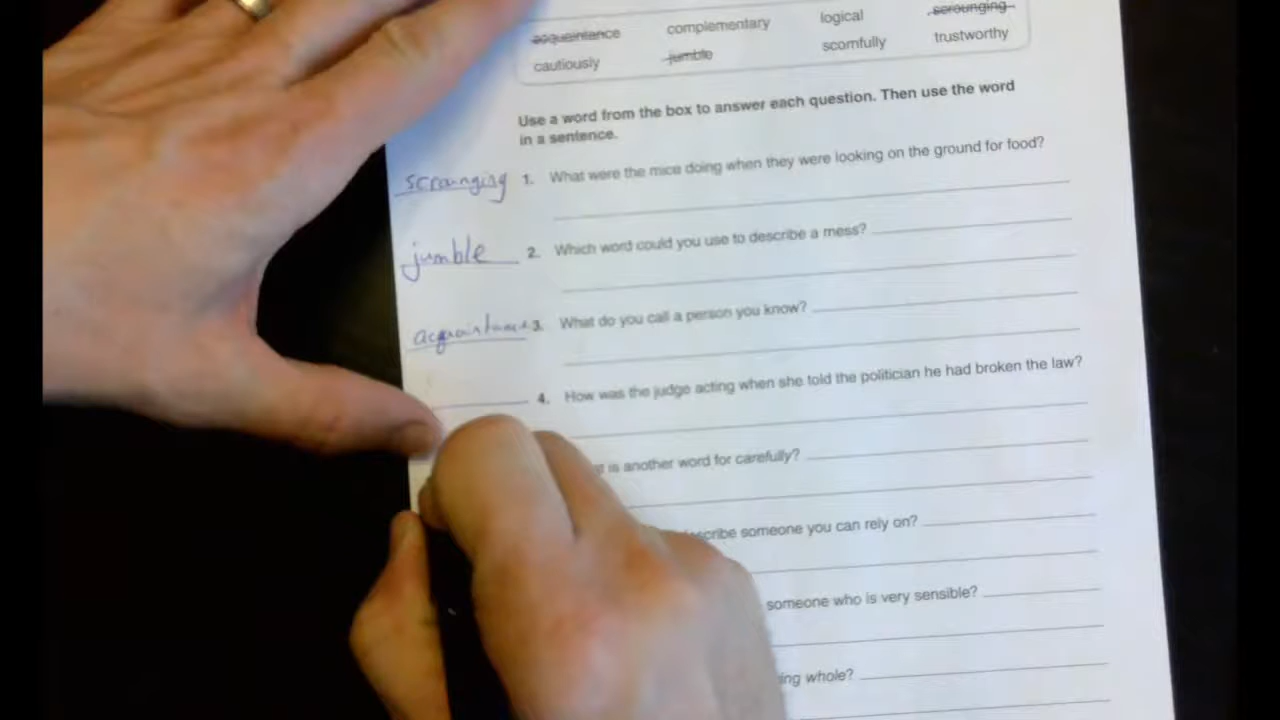 acquaintance complementary logical scrounging
cautiously jumble scornfully trustworthy
Use a word from the box to answer each question. Then use the word
in a sentence.
scrounging 1. What were the mice doing when they were looking on the ground for food?
jumble 2. Which word could you use to describe a mess?
acquaintance 3. What do you call a person you know?
4. How was the judge acting when she told the politician he had broken the law?
is another word for carefully?
someone you can rely on?
someone who is very sensible?
whole?